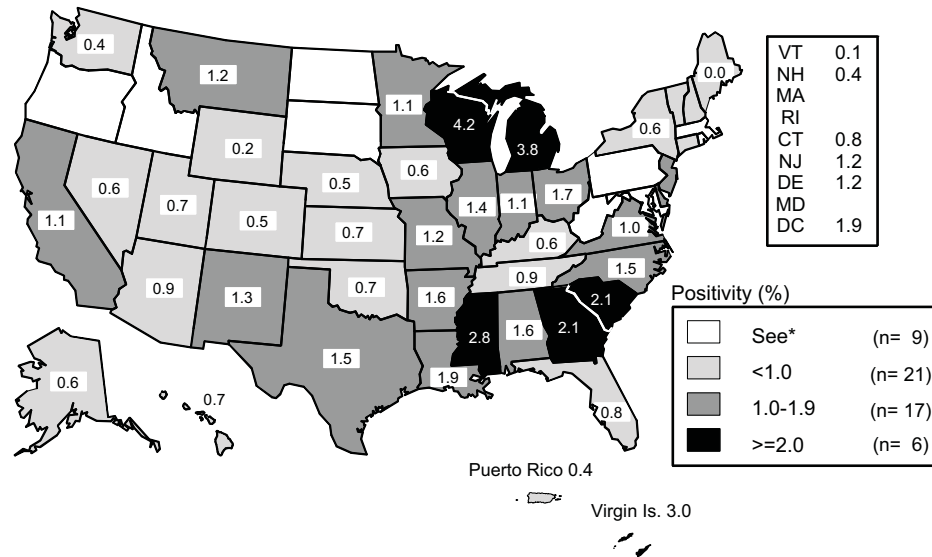 0.4
1.2
1.1
4.2
3.8
0.0
0.6
0.2
0.6
0.5
0.6
0.7
0.5
0.7
1.2
1.4
1.1
1.7
0.6
1.0
1.1
0.9
1.3
0.7
1.6
0.9
1.5
2.1
1.5
2.8
1.6
2.1
1.9
0.8
0.6
0.7
VT 0.1
NH 0.4
MA
RI
CT 0.8
NJ 1.2
DE 1.2
MD
DC 1.9
Positivity (%)
See* (n= 9)
<1.0 (n= 21)
1.0-1.9 (n= 17)
>=2.0 (n= 6)
Puerto Rico 0.4
Virgin Is. 3.0